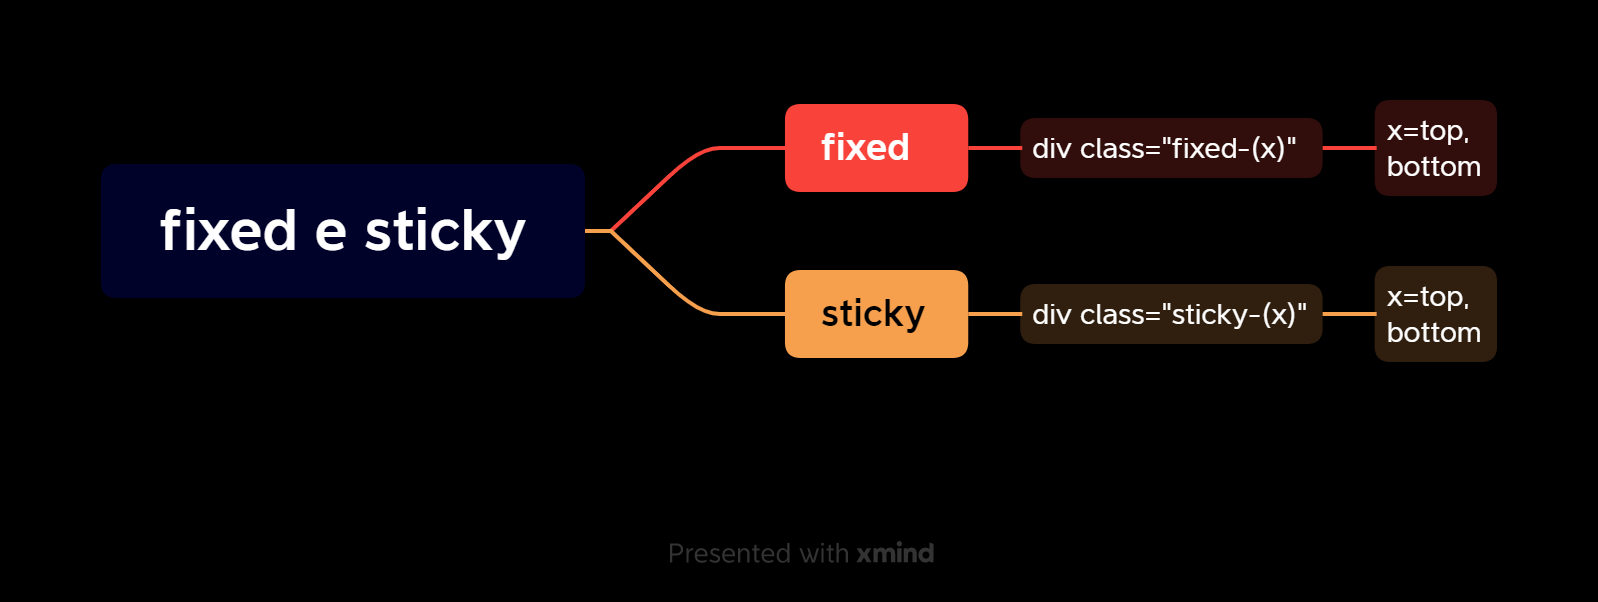 fixed e sticky
fixed
div class="fixed-(x)"
x=top,
bottom
sticky
div class="sticky-(x)"
x=top,
bottom
Presented with xmind